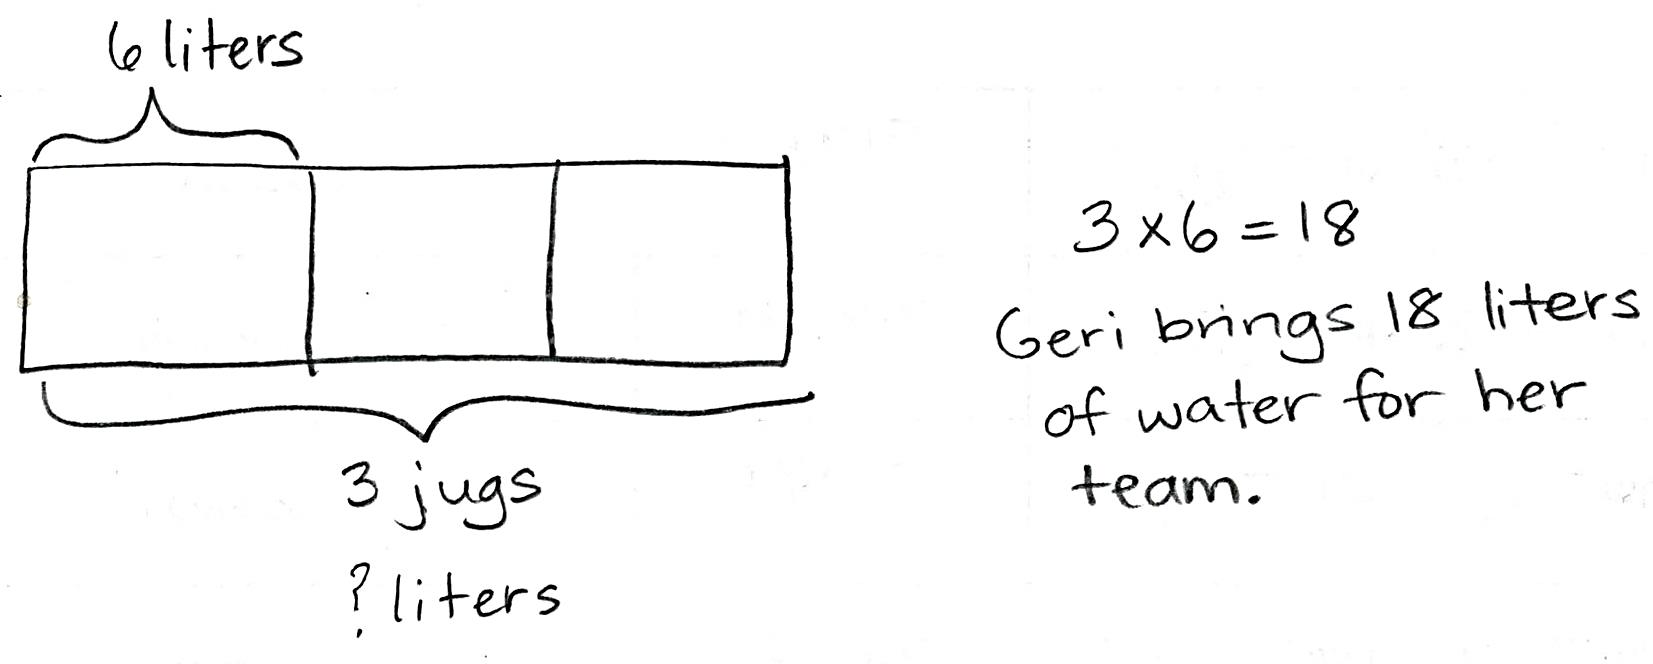 6 liters
3 jugs
? liters
3 × 6 = 18
Geri brings 18 liters
of water for her
team.